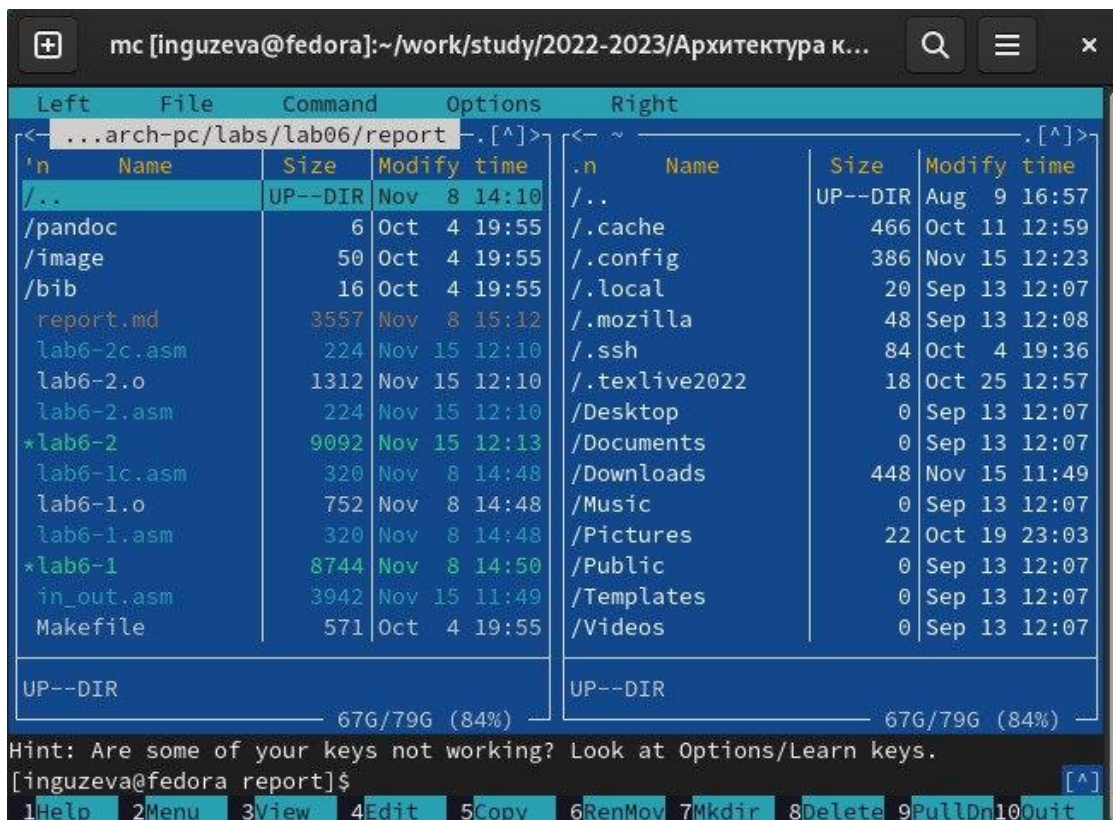 mc [inguzeva@fedora]:~/work/study/2022-2023/Архитектура к...
Left File Command Options Right
<- ...arch-pc/labs/lab06/report -.[^]> <- ~ .[^]>
'n Name Size Modify time .n Name Size Modify time
/.. UP--DIR Nov 8 14:10 /.. UP--DIR Aug 9 16:57
/pandoc 6 Oct 4 19:55 /.cache 466 Oct 11 12:59
/image 50 Oct 4 19:55 /.config 386 Nov 15 12:23
/bib 16 Oct 4 19:55 /.local 20 Sep 13 12:07
report.md 3557 Nov 8 15:12 /.mozilla 48 Sep 13 12:08
lab6-2c.asm 224 Nov 15 12:10 /.ssh 84 Oct 4 19:36
lab6-2.o 1312 Nov 15 12:10 /.texlive2022 18 Oct 25 12:57
lab6-2.asm 224 Nov 15 12:10 /Desktop 0 Sep 13 12:07
*lab6-2 9092 Nov 15 12:13 /Documents 0 Sep 13 12:07
lab6-1c.asm 320 Nov 8 14:48 /Downloads 448 Nov 15 11:49
lab6-1.o 752 Nov 8 14:48 /Music 0 Sep 13 12:07
lab6-1.asm 320 Nov 8 14:48 /Pictures 22 Oct 19 23:03
*lab6-1 8744 Nov 8 14:50 /Public 0 Sep 13 12:07
in_out.asm 3942 Nov 15 11:49 /Templates 0 Sep 13 12:07
Makefile 571 Oct 4 19:55 /Videos 0 Sep 13 12:07
UP--DIR UP--DIR
67G/79G (84%) 67G/79G (84%)
Hint: Are some of your keys not working? Look at Options/Learn keys.
[inguzeva@fedora report]$ [^]
1Help 2Menu 3View 4Edit 5Copy 6RenMov 7Mkdir 8Delete 9PullDn 10Quit